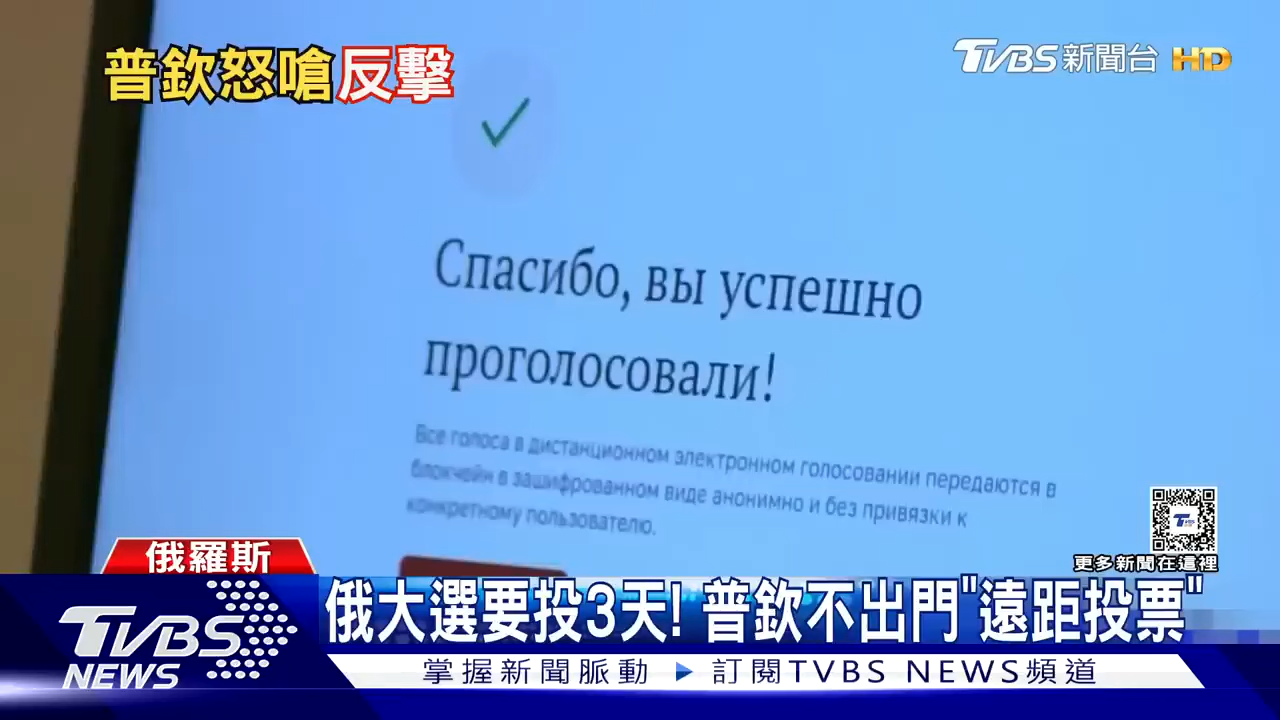 普欽怒嗆反擊
TVBS新聞台 HD
Спасибо, вы успешно
проголосовали!
Все голоса в дистанционном электронном голосовании передаются в
блокчейн в зашифрованном виде анонимно и без привязки к
конкретному пользователю.
更多新聞在這裡
俄羅斯
俄大選要投3天! 普欽不出門"遠距投票"
TVBS
NEWS
掌握新聞脈動 ▶ 訂閱TVBS NEWS頻道